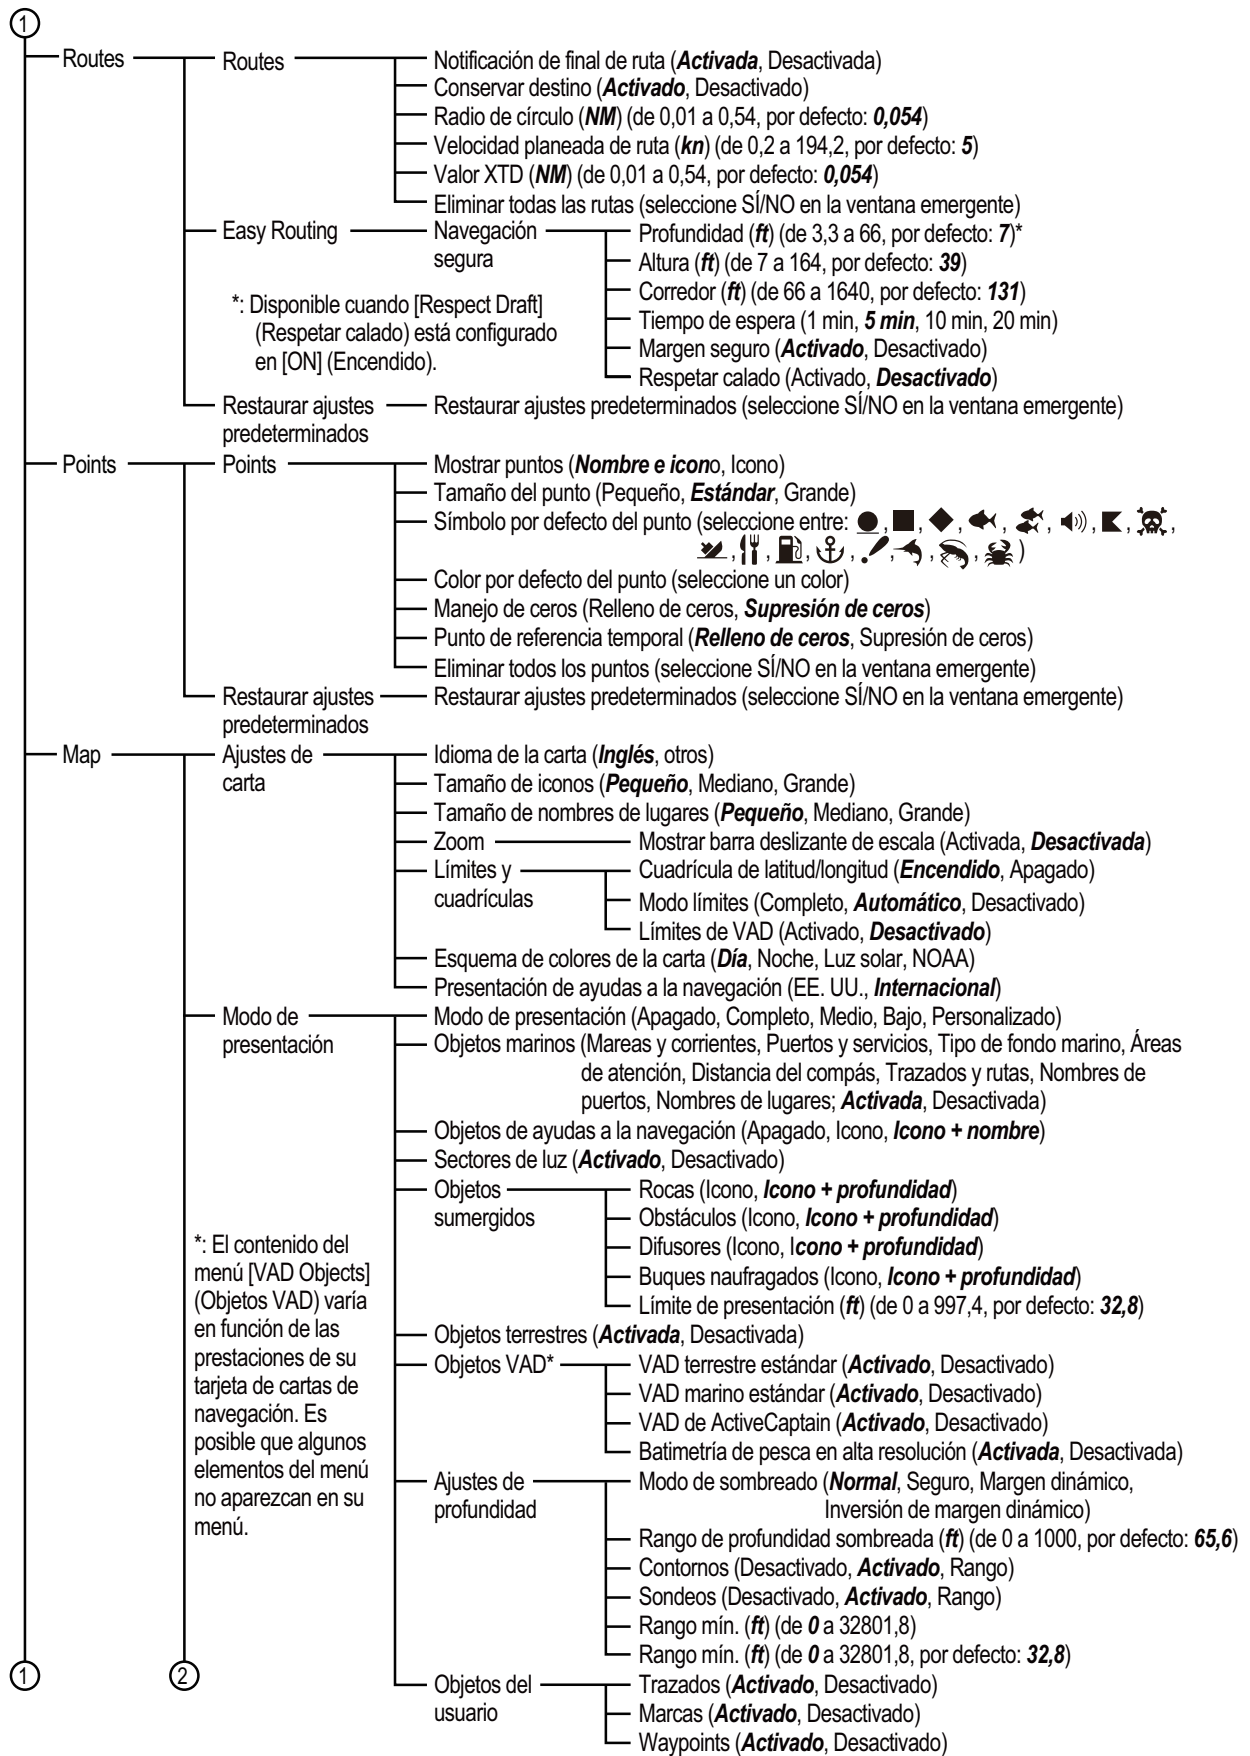 1
Routes
Routes
Notificación de final de ruta (Activada, Desactivada)
Conservar destino (Activado, Desactivado)
Radio de círculo (NM) (de 0,01 a 0,54, por defecto: 0,054)
Velocidad planeada de ruta (kn) (de 0,2 a 194,2, por defecto: 5)
Valor XTD (NM) (de 0,01 a 0,54, por defecto: 0,054)
Eliminar todas las rutas (seleccione SÍ/NO en la ventana emergente)
Easy Routing
Navegación
segura
Profundidad (ft) (de 3,3 a 66, por defecto: 7)*
Altura (ft) (de 7 a 164, por defecto: 39)
Corredor (ft) (de 66 a 1640, por defecto: 131)
Tiempo de espera (1 min, 5 min, 10 min, 20 min)
Margen seguro (Activado, Desactivado)
Respetar calado (Activado, Desactivado)
*: Disponible cuando [Respect Draft]
(Respetar calado) está configurado
en [ON] (Encendido).
Restaurar ajustes
predeterminados
Restaurar ajustes predeterminados (seleccione SÍ/NO en la ventana emergente)
Points
Points
Mostrar puntos (Nombre e icono, Icono)
Tamaño del punto (Pequeño, Estándar, Grande)
Símbolo por defecto del punto (seleccione entre: , , , , , , , ,
, , , , , , , )
Color por defecto del punto (seleccione un color)
Manejo de ceros (Relleno de ceros, Supresión de ceros)
Punto de referencia temporal (Relleno de ceros, Supresión de ceros)
Eliminar todos los puntos (seleccione SÍ/NO en la ventana emergente)
Restaurar ajustes
predeterminados
Restaurar ajustes predeterminados (seleccione SÍ/NO en la ventana emergente)
Map
Ajustes de
carta
Idioma de la carta (Inglés, otros)
Tamaño de iconos (Pequeño, Mediano, Grande)
Tamaño de nombres de lugares (Pequeño, Mediano, Grande)
Zoom
Mostrar barra deslizante de escala (Activada, Desactivada)
Límites y
cuadrículas
Cuadrícula de latitud/longitud (Encendido, Apagado)
Modo límites (Completo, Automático, Desactivado)
Límites de VAD (Activado, Desactivado)
Esquema de colores de la carta (Día, Noche, Luz solar, NOAA)
Presentación de ayudas a la navegación (EE. UU., Internacional)
Modo de
presentación
Modo de presentación (Apagado, Completo, Medio, Bajo, Personalizado)
Objetos marinos (Mareas y corrientes, Puertos y servicios, Tipo de fondo marino, Áreas
de atención, Distancia del compás, Trazados y rutas, Nombres de
puertos, Nombres de lugares; Activada, Desactivada)
Objetos de ayudas a la navegación (Apagado, Icono, Icono + nombre)
Sectores de luz (Activado, Desactivado)
Objetos
sumergidos
Rocas (Icono, Icono + profundidad)
Obstáculos (Icono, Icono + profundidad)
Difusores (Icono, Icono + profundidad)
Buques naufragados (Icono, Icono + profundidad)
Límite de presentación (ft) (de 0 a 997,4, por defecto: 32,8)
*: El contenido del
menú [VAD Objects]
(Objetos VAD) varía
en función de las
prestaciones de su
tarjeta de cartas de
navegación. Es
posible que algunos
elementos del menú
no aparezcan en su
menú.
Objetos terrestres (Activada, Desactivada)
Objetos VAD*
VAD terrestre estándar (Activado, Desactivado)
VAD marino estándar (Activado, Desactivado)
VAD de ActiveCaptain (Activado, Desactivado)
Batimetría de pesca en alta resolución (Activada, Desactivada)
Ajustes de
profundidad
Modo de sombreado (Normal, Seguro, Margen dinámico,
Inversión de margen dinámico)
Rango de profundidad sombreada (ft) (de 0 a 1000, por defecto: 65,6)
Contornos (Desactivado, Activado, Rango)
Sondeos (Desactivado, Activado, Rango)
Rango mín. (ft) (de 0 a 32801,8)
Rango mín. (ft) (de 0 a 32801,8, por defecto: 32,8)
Objetos del
usuario
Trazados (Activado, Desactivado)
Marcas (Activado, Desactivado)
Waypoints (Activado, Desactivado)
1
2